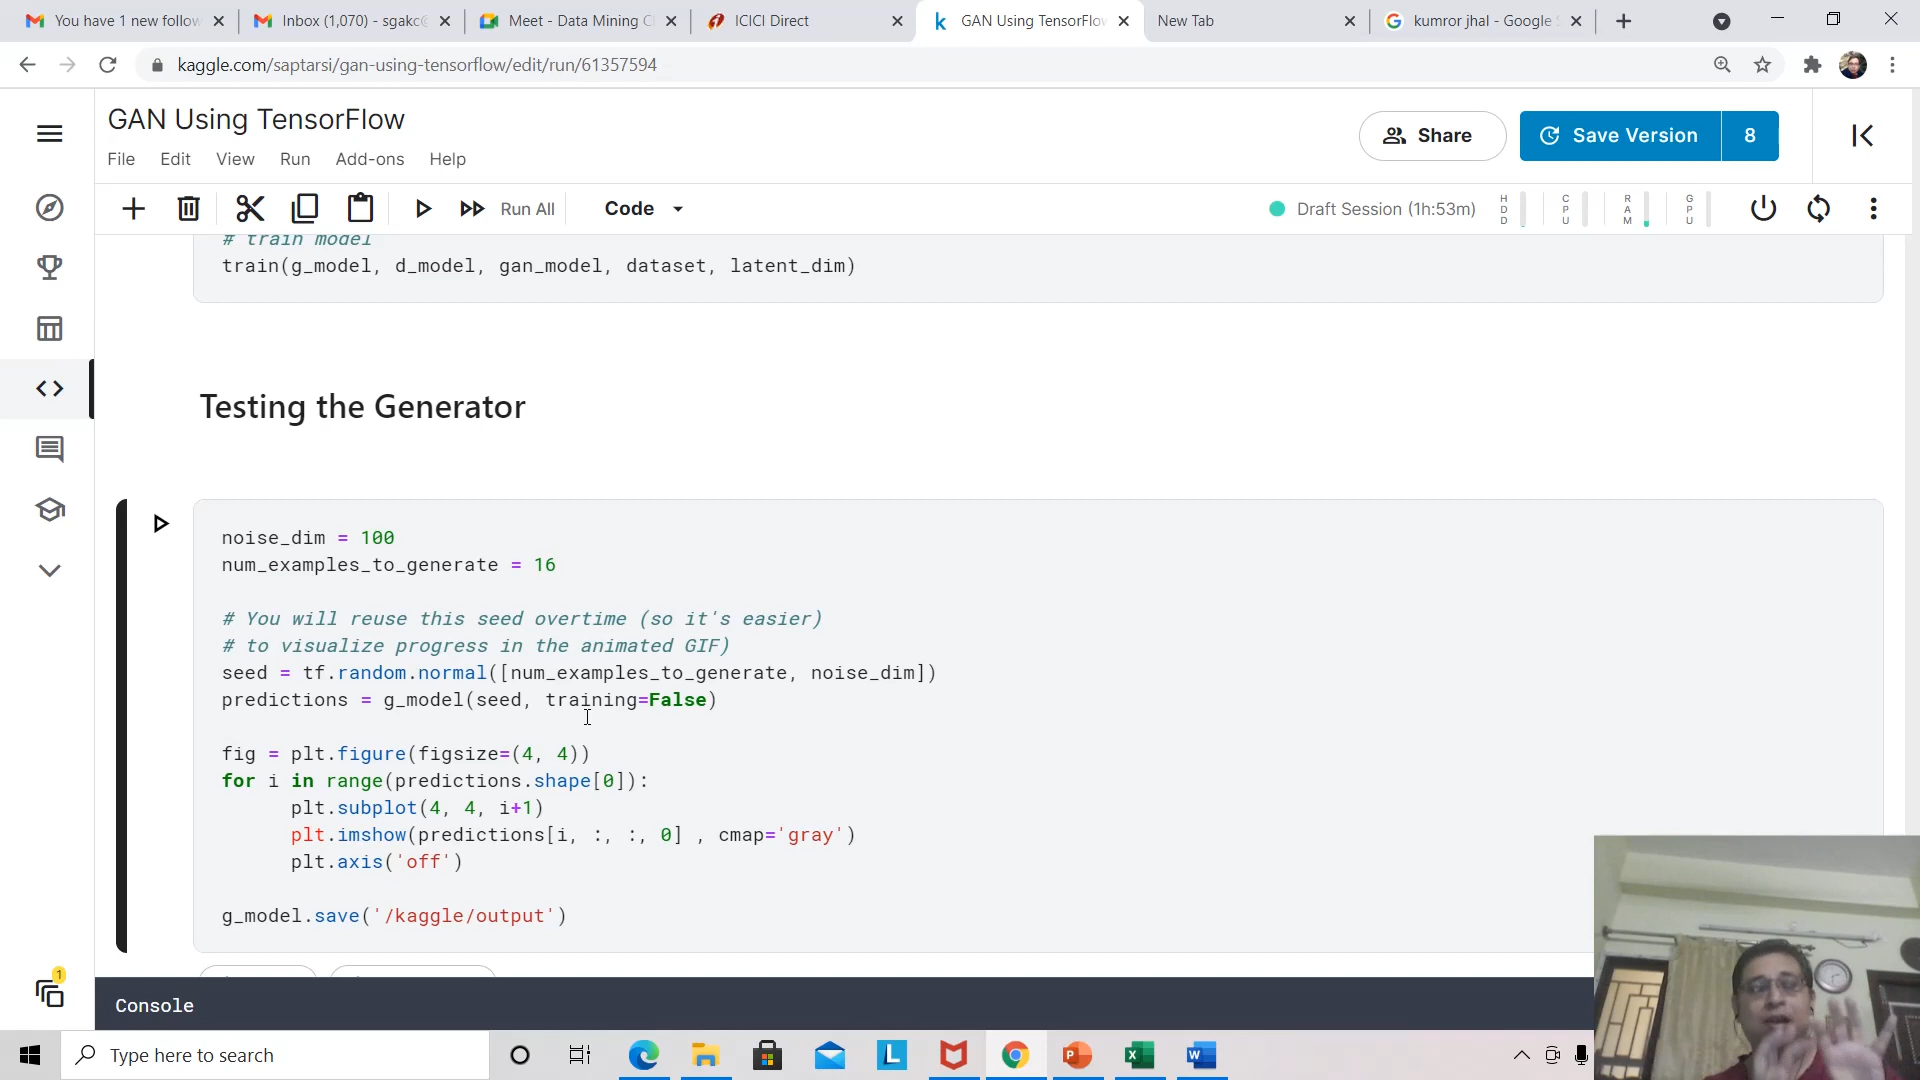 You have 1 new follow
Inbox (1,070) - sgakc@
Meet - Data Mining C
ICICI Direct
GAN Using TensorFlo
New Tab
kumror jhal - Google S
kaggle.com/saptarsi/gan-using-tensorflow/edit/run/61357594
GAN Using TensorFlow
File Edit View Run Add-ons Help
Share
Save Version 8
Run All
Code
Draft Session (1h:53m)
HDD
CPU
RAM
GPU
# train model
train(g_model, d_model, gan_model, dataset, latent_dim)
Testing the Generator
noise_dim = 100
num_examples_to_generate = 16
# You will reuse this seed overtime (so it's easier)
# to visualize progress in the animated GIF)
seed = tf.random.normal([num_examples_to_generate, noise_dim])
predictions = g_model(seed, training=False)
fig = plt.figure(figsize=(4, 4))
for i in range(predictions.shape[0]):
plt.subplot(4, 4, i+1)
plt.imshow(predictions[i, :, :, 0] , cmap='gray')
plt.axis('off')
g_model.save('/kaggle/output')
1
Console
Type here to search